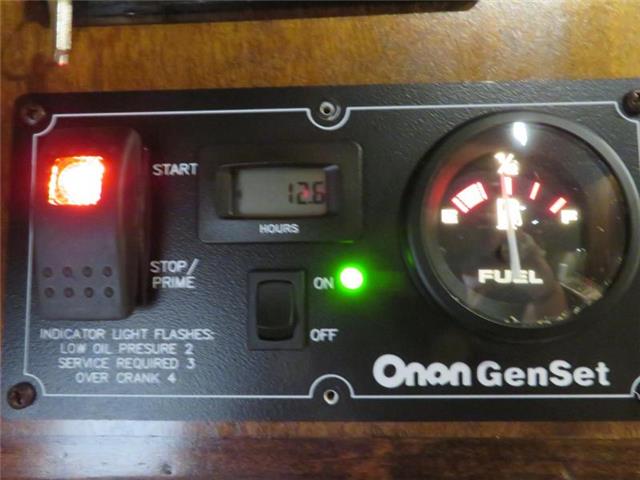 START
12.6
HOURS
STOP/
PRIME
ON
OFF
INDICATOR LIGHT FLASHES:
LOW OIL PRESURE 2
SERVICE REQUIRED 3
OVER CRANK 4
½
E
F
FUEL
Onan GenSet